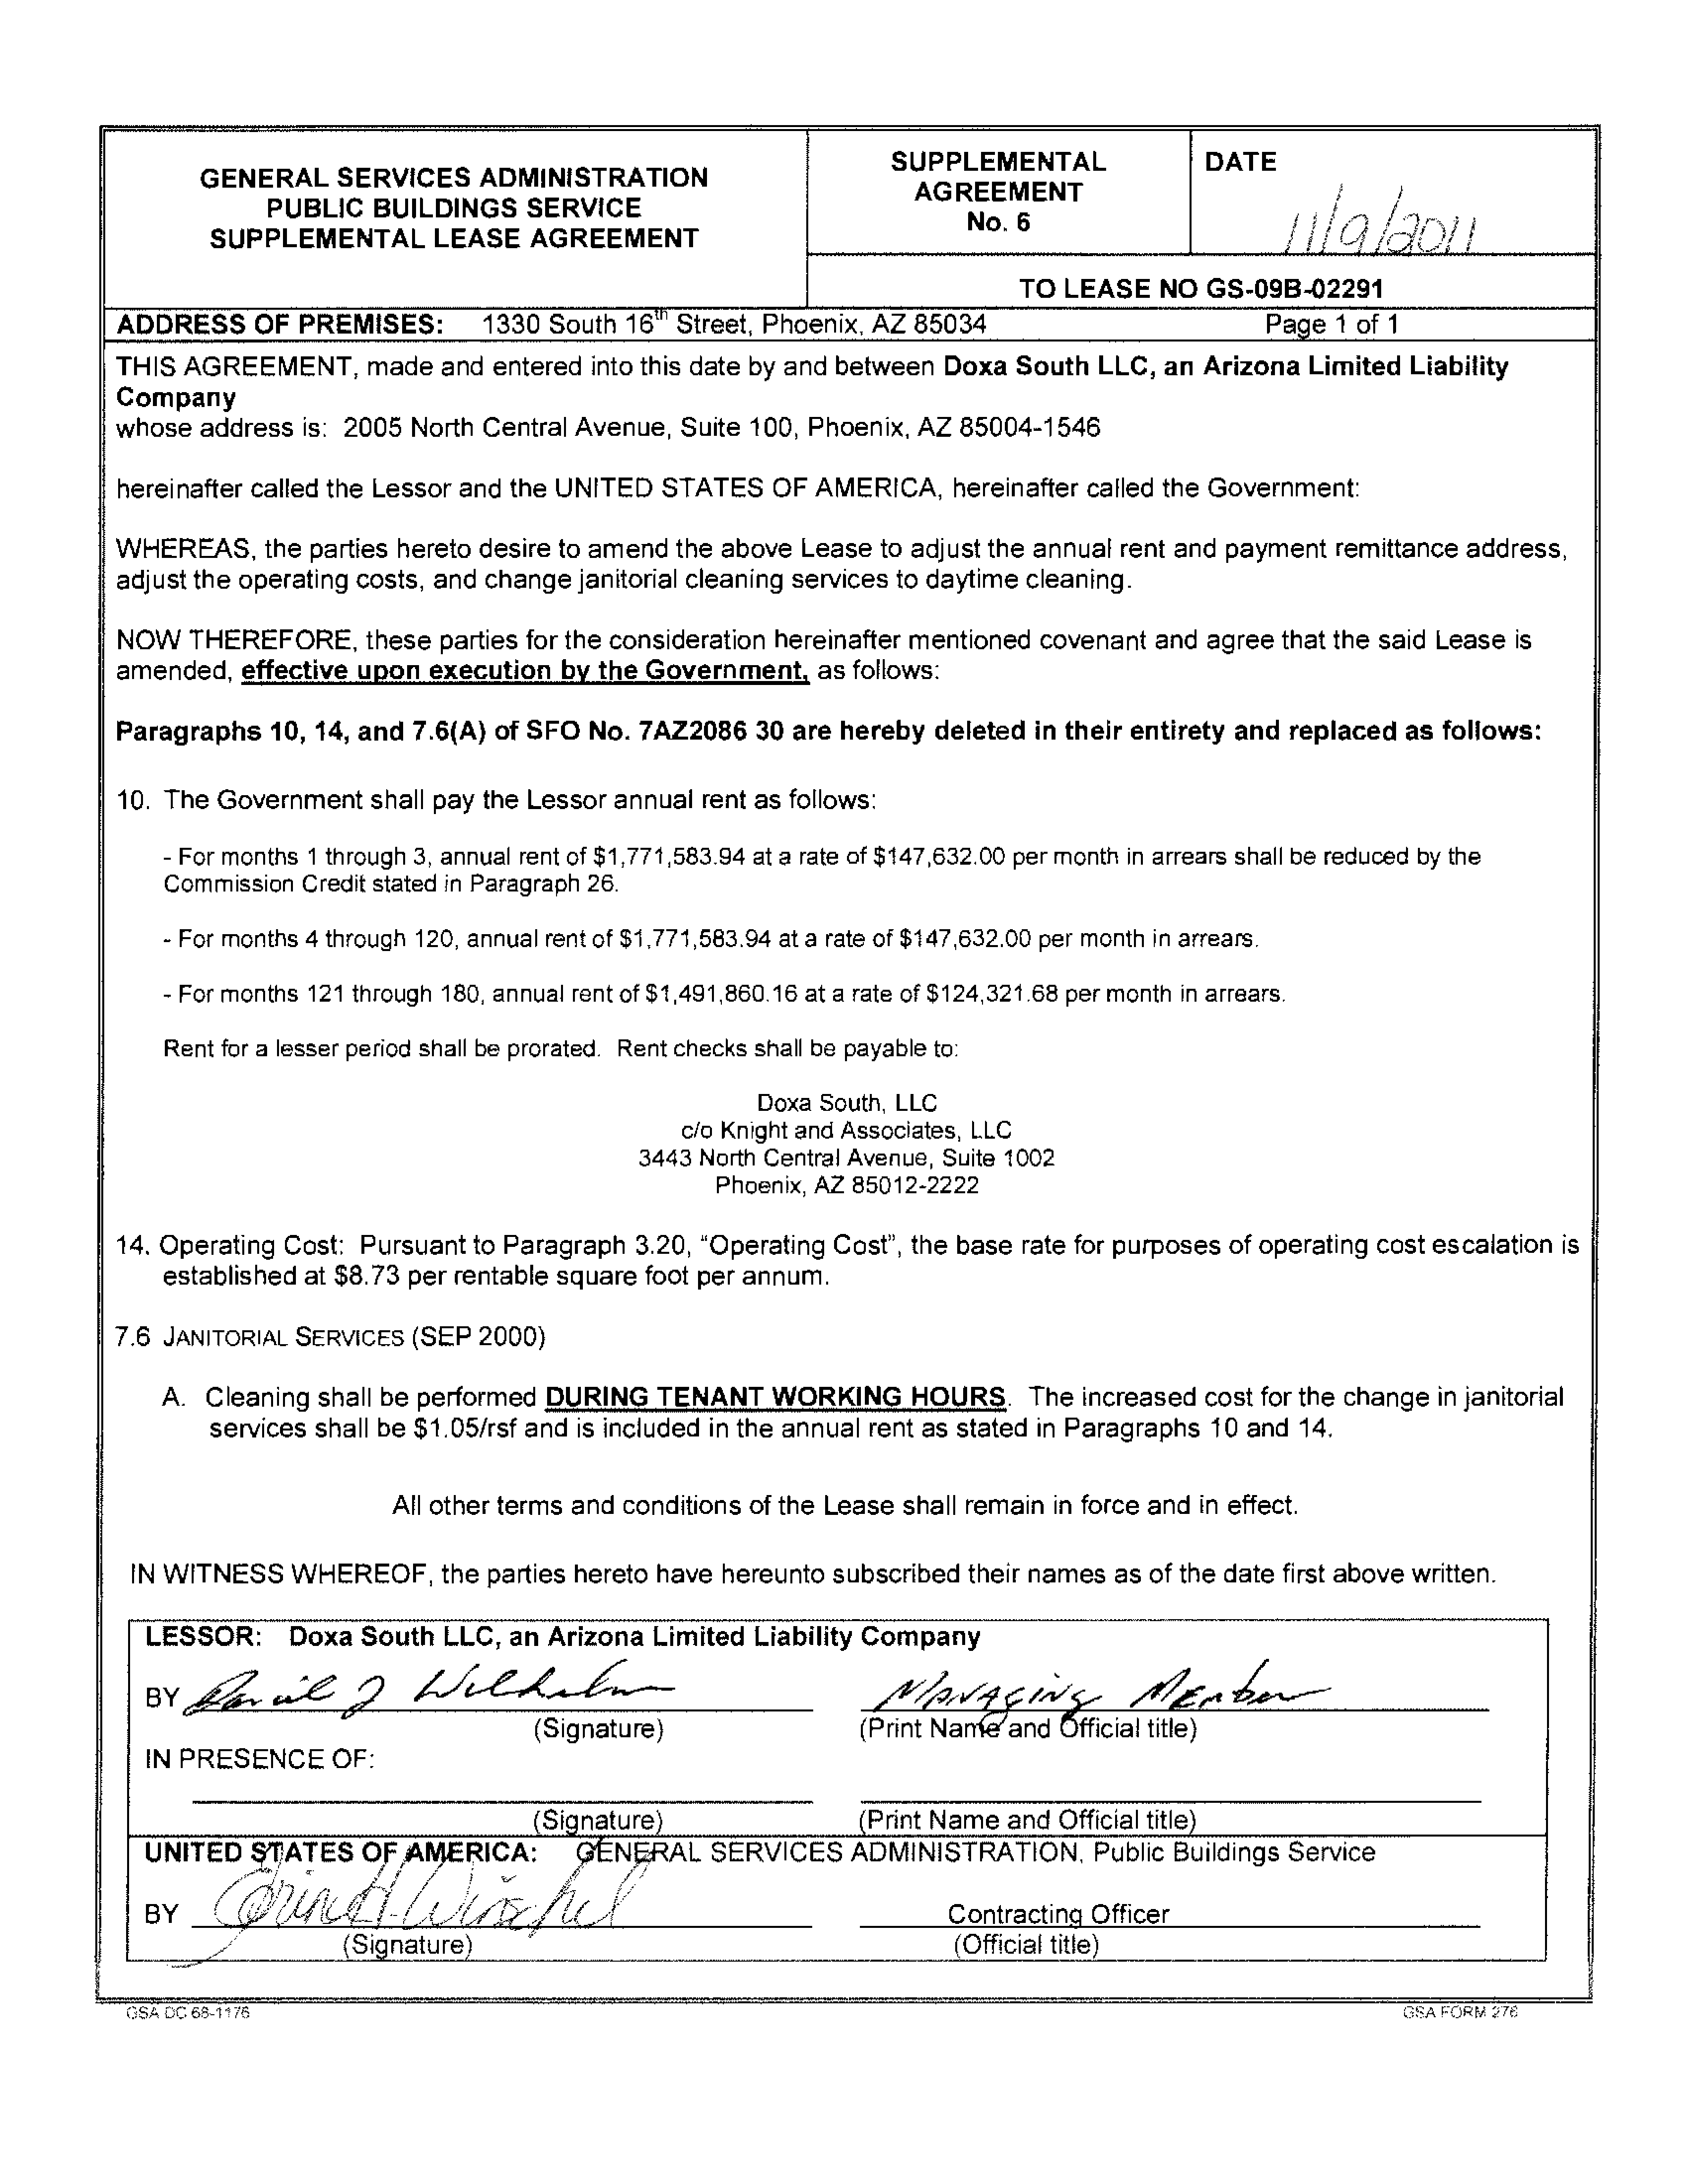 GENERAL SERVICES ADMINISTRATION
PUBLIC BUILDINGS SERVICE
SUPPLEMENTAL LEASE AGREEMENT
SUPPLEMENTAL
AGREEMENT
No. 6
DATE
11/9/2011
TO LEASE NO GS-09B-02291
ADDRESS OF PREMISES: 1330 South 16th Street, Phoenix, AZ 85034 Page 1 of 1
THIS AGREEMENT, made and entered into this date by and between Doxa South LLC, an Arizona Limited Liability
Company
whose address is: 2005 North Central Avenue, Suite 100, Phoenix, AZ 85004-1546
hereinafter called the Lessor and the UNITED STATES OF AMERICA, hereinafter called the Government:
WHEREAS, the parties hereto desire to amend the above Lease to adjust the annual rent and payment remittance address,
adjust the operating costs, and change janitorial cleaning services to daytime cleaning.
NOW THEREFORE, these parties for the consideration hereinafter mentioned covenant and agree that the said Lease is
amended, effective upon execution by the Government, as follows:
Paragraphs 10, 14, and 7.6(A) of SFO No. 7AZ2086 30 are hereby deleted in their entirety and replaced as follows:
10. The Government shall pay the Lessor annual rent as follows:
- For months 1 through 3, annual rent of $1,771,583.94 at a rate of $147,632.00 per month in arrears shall be reduced by the
Commission Credit stated in Paragraph 26.
- For months 4 through 120, annual rent of $1,771,583.94 at a rate of $147,632.00 per month in arrears.
- For months 121 through 180, annual rent of $1,491,860.16 at a rate of $124,321.68 per month in arrears.
Rent for a lesser period shall be prorated. Rent checks shall be payable to:
Doxa South, LLC
c/o Knight and Associates, LLC
3443 North Central Avenue, Suite 1002
Phoenix, AZ 85012-2222
14. Operating Cost: Pursuant to Paragraph 3.20, "Operating Cost", the base rate for purposes of operating cost escalation is
established at $8.73 per rentable square foot per annum.
7.6 JANITORIAL SERVICES (SEP 2000)
A. Cleaning shall be performed DURING TENANT WORKING HOURS. The increased cost for the change in janitorial
services shall be $1.05/rsf and is included in the annual rent as stated in Paragraphs 10 and 14.
All other terms and conditions of the Lease shall remain in force and in effect.
IN WITNESS WHEREOF, the parties hereto have hereunto subscribed their names as of the date first above written.
LESSOR: Doxa South LLC, an Arizona Limited Liability Company
BY Daniel J Wilhelm MANAGING MEMber
(Signature) (Print Name and Official title)
IN PRESENCE OF:
(Signature) (Print Name and Official title)
UNITED STATES OF AMERICA: GENERAL SERVICES ADMINISTRATION, Public Buildings Service
BY Contracting Officer
(Signature) (Official title)
GSA DC 68-1176 GSA FORM 276